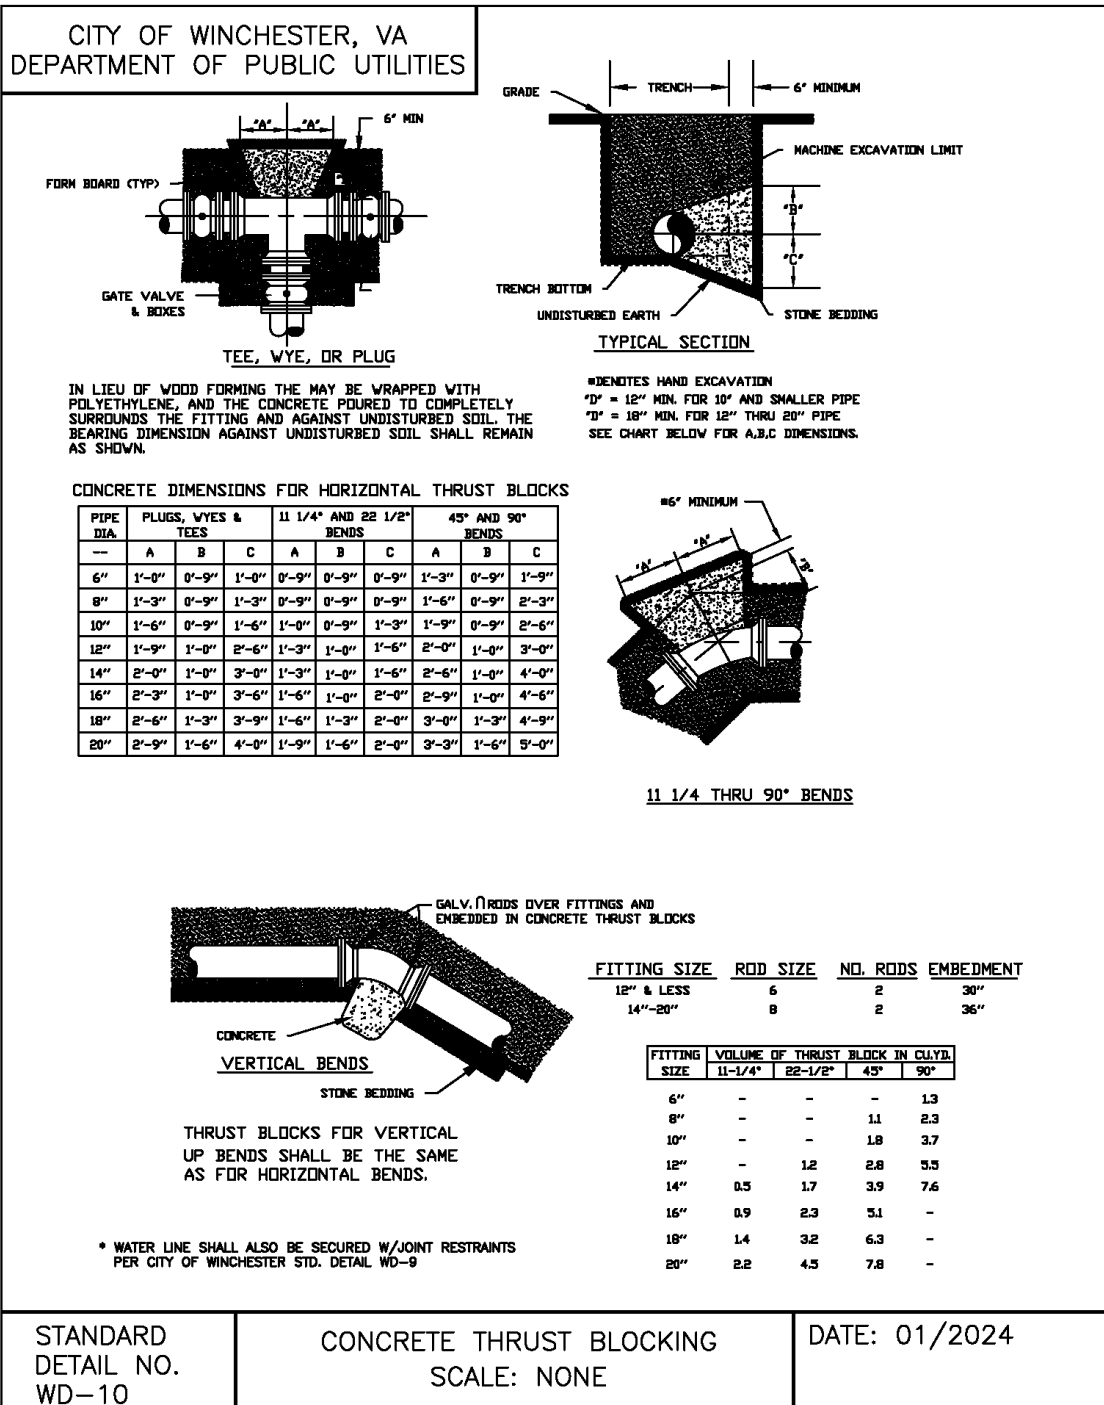 CITY OF WINCHESTER, VA
DEPARTMENT OF PUBLIC UTILITIES
"A" "A"
6" MIN
FORM BOARD (TYP)
GATE VALVE
& BOXES
TEE, WYE, OR PLUG
GRADE
TRENCH
6" MINIMUM
MACHINE EXCAVATION LIMIT
"B"
"C"
TRENCH BOTTOM
UNDISTURBED EARTH
STONE BEDDING
TYPICAL SECTION
IN LIEU OF WOOD FORMING THE MAY BE WRAPPED WITH
POLYETHYLENE, AND THE CONCRETE POURED TO COMPLETELY
SURROUNDS THE FITTING AND AGAINST UNDISTURBED SOIL. THE
BEARING DIMENSION AGAINST UNDISTURBED SOIL SHALL REMAIN
AS SHOWN.
*DENOTES HAND EXCAVATION
"D" = 12" MIN. FOR 10" AND SMALLER PIPE
"D" = 18" MIN. FOR 12" THRU 20" PIPE
SEE CHART BELOW FOR A,B,C DIMENSIONS.
CONCRETE DIMENSIONS FOR HORIZONTAL THRUST BLOCKS
PIPE DIA. PLUGS, WYES & TEES 11 1/4° AND 22 1/2° BENDS 45° AND 90° BENDS
-- A B C A B C A B C
6" 1'-0" 0'-9" 1'-0" 0'-9" 0'-9" 0'-9" 1'-3" 0'-9" 1'-9"
8" 1'-3" 0'-9" 1'-3" 0'-9" 0'-9" 0'-9" 1'-6" 0'-9" 2'-3"
10" 1'-6" 0'-9" 1'-6" 1'-0" 0'-9" 1'-3" 1'-9" 0'-9" 2'-6"
12" 1'-9" 1'-0" 2'-6" 1'-3" 1'-0" 1'-6" 2'-0" 1'-0" 3'-0"
14" 2'-0" 1'-0" 3'-0" 1'-3" 1'-0" 1'-6" 2'-6" 1'-0" 4'-0"
16" 2'-3" 1'-0" 3'-6" 1'-6" 1'-0" 2'-0" 2'-9" 1'-0" 4'-6"
18" 2'-6" 1'-3" 3'-9" 1'-6" 1'-3" 2'-0" 3'-0" 1'-3" 4'-9"
20" 2'-9" 1'-6" 4'-0" 1'-9" 1'-6" 2'-0" 3'-3" 1'-6" 5'-0"
*6" MINIMUM
"A" "A"
"B"
11 1/4 THRU 90° BENDS
GALV. ∩ RODS OVER FITTINGS AND
EMBEDDED IN CONCRETE THRUST BLOCKS
CONCRETE
VERTICAL BENDS
STONE BEDDING
THRUST BLOCKS FOR VERTICAL
UP BENDS SHALL BE THE SAME
AS FOR HORIZONTAL BENDS.
* WATER LINE SHALL ALSO BE SECURED W/JOINT RESTRAINTS
PER CITY OF WINCHESTER STD. DETAIL WD-9
FITTING SIZE ROD SIZE NO. RODS EMBEDMENT
12" & LESS 6 2 30"
14"-20" 8 2 36"
FITTING SIZE VOLUME OF THRUST BLOCK IN CU.YD.
11-1/4° 22-1/2° 45° 90°
6" - - - 1.3
8" - - 1.1 2.3
10" - - 1.8 3.7
12" - 1.2 2.8 5.5
14" 0.5 1.7 3.9 7.6
16" 0.9 2.3 5.1 -
18" 1.4 3.2 6.3 -
20" 2.2 4.5 7.8 -
STANDARD
DETAIL NO.
WD-10
CONCRETE THRUST BLOCKING
SCALE: NONE
DATE: 01/2024